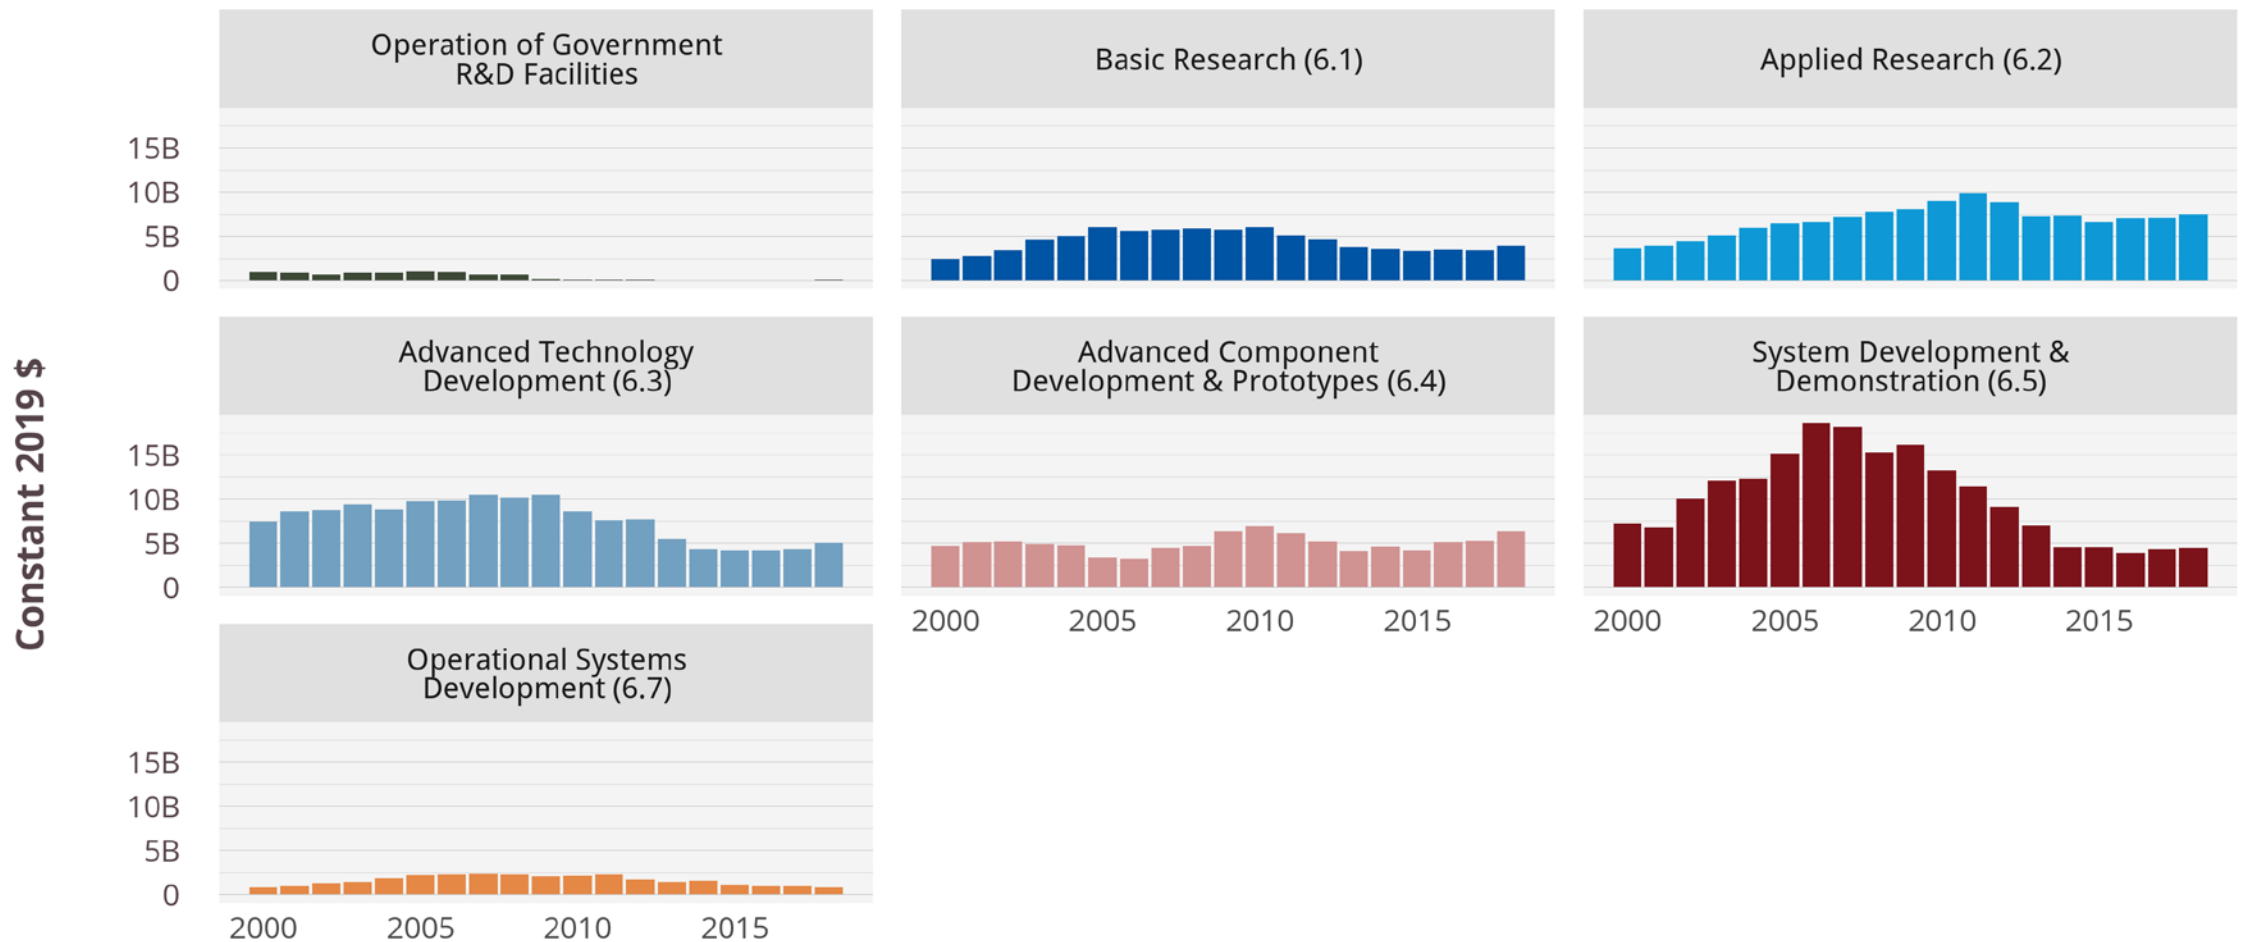 Operation of Government
R&D Facilities
Basic Research (6.1)
Applied Research (6.2)
15B
10B
5B
0
Advanced Technology
Development (6.3)
Advanced Component
Development & Prototypes (6.4)
System Development &
Demonstration (6.5)
Constant 2019 $
15B
10B
5B
0
2000 2005 2010 2015
2000 2005 2010 2015
Operational Systems
Development (6.7)
15B
10B
5B
0
2000 2005 2010 2015